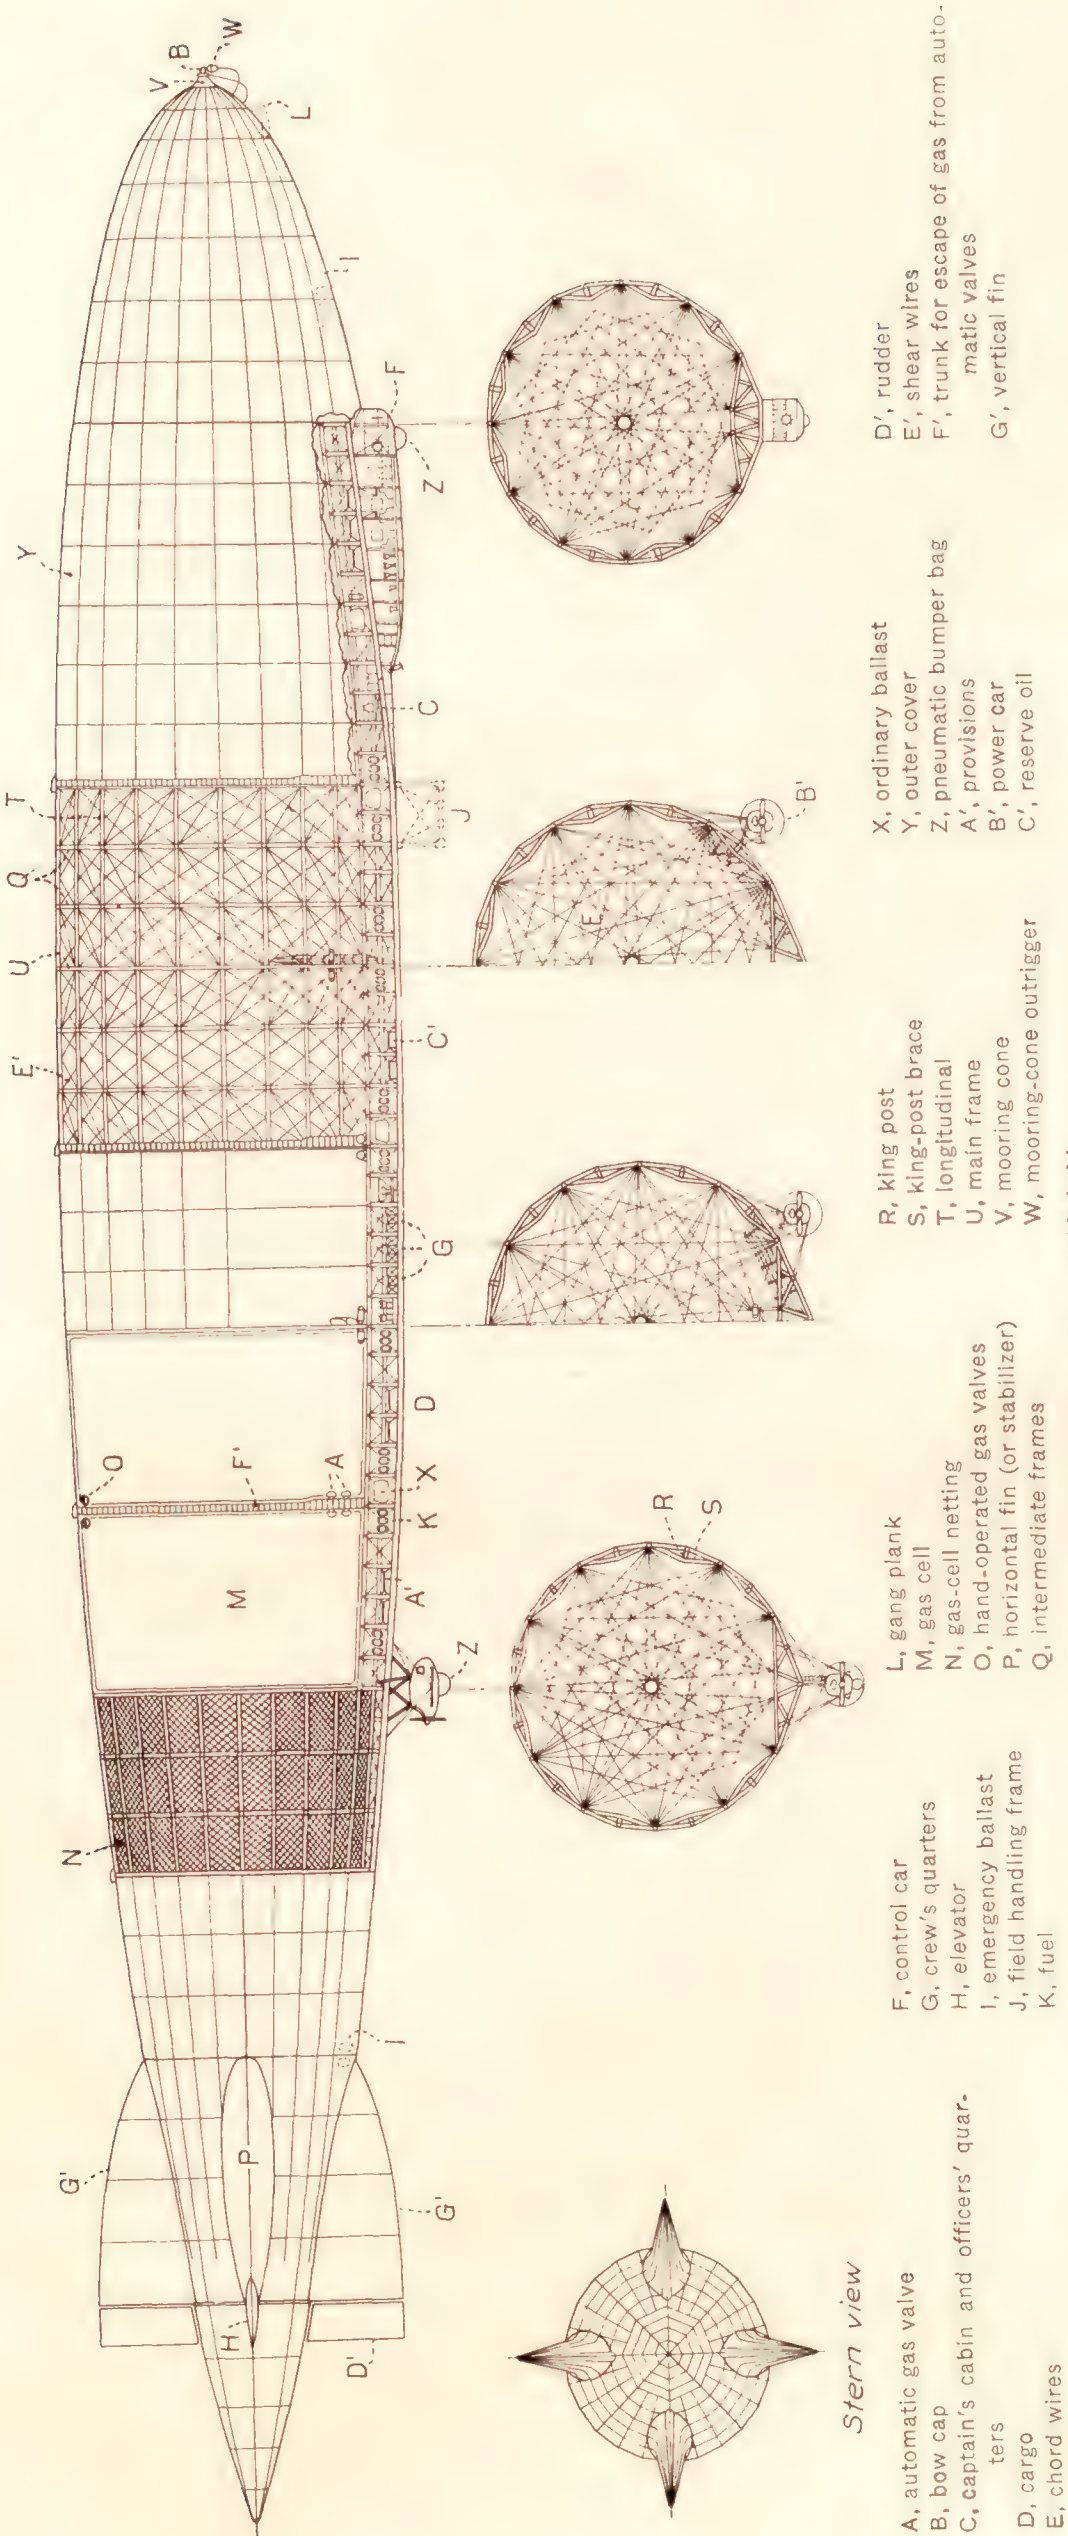 E'
U
Q
T
Y
G'
N
O
V
B
W
F'
A
M
P
H
L
I
D'
G'
I
A'
K
X
D
G
C'
J
C
Z
F
Z
R
S
E
B'
Stern view
A, automatic gas valve
B, bow cap
C, captain's cabin and officers' quar-
ters
D, cargo
E, chord wires
F, control car
G, crew's quarters
H, elevator
I, emergency ballast
J, field handling frame
K, fuel
L, gang plank
M, gas cell
N, gas-cell netting
O, hand-operated gas valves
P, horizontal fin (or stabilizer)
Q, intermediate frames
R, king post
S, king-post brace
T, longitudinal
U, main frame
V, mooring cone
W, mooring-cone outrigger
X, ordinary ballast
Y, outer cover
Z, pneumatic bumper bag
A', provisions
B', power car
C', reserve oil
D', rudder
E', shear wires
F', trunk for escape of gas from auto-
matic valves
G', vertical fin